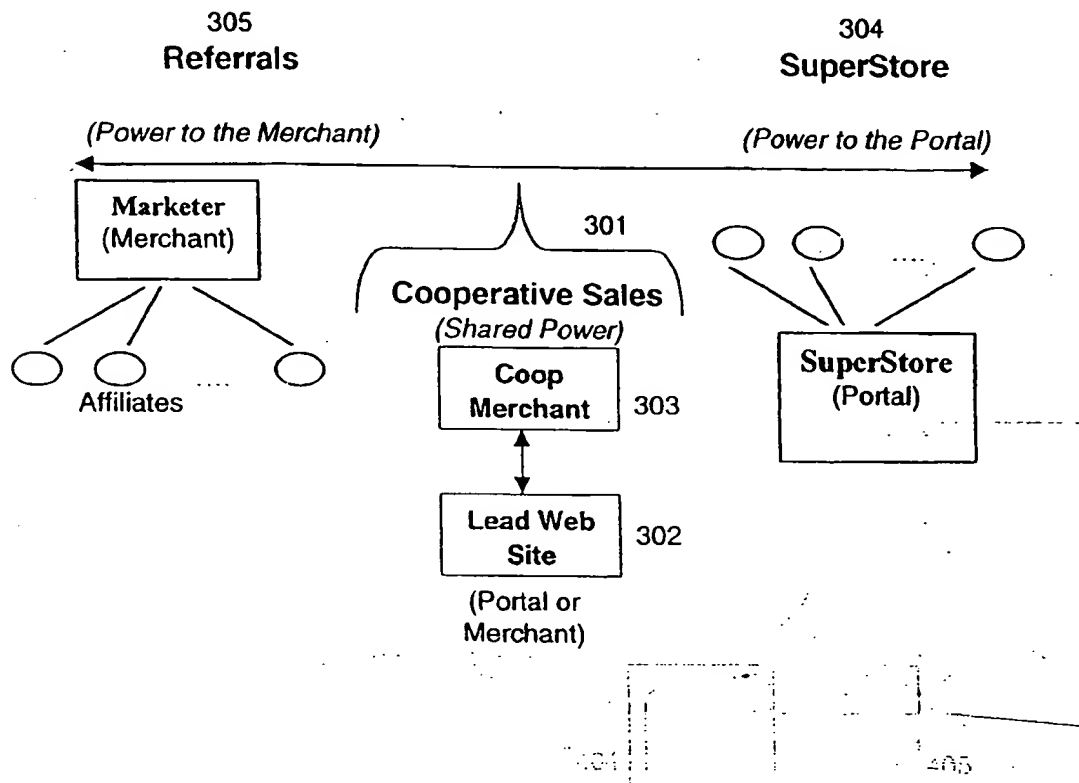 305
Referrals
304
SuperStore
(Power to the Merchant)
(Power to the Portal)
Marketer
(Merchant)
301
Cooperative Sales
(Shared Power)
Affiliates
....
....
Coop
Merchant
303
SuperStore
(Portal)
Lead Web
Site
302
(Portal or
Merchant)
405